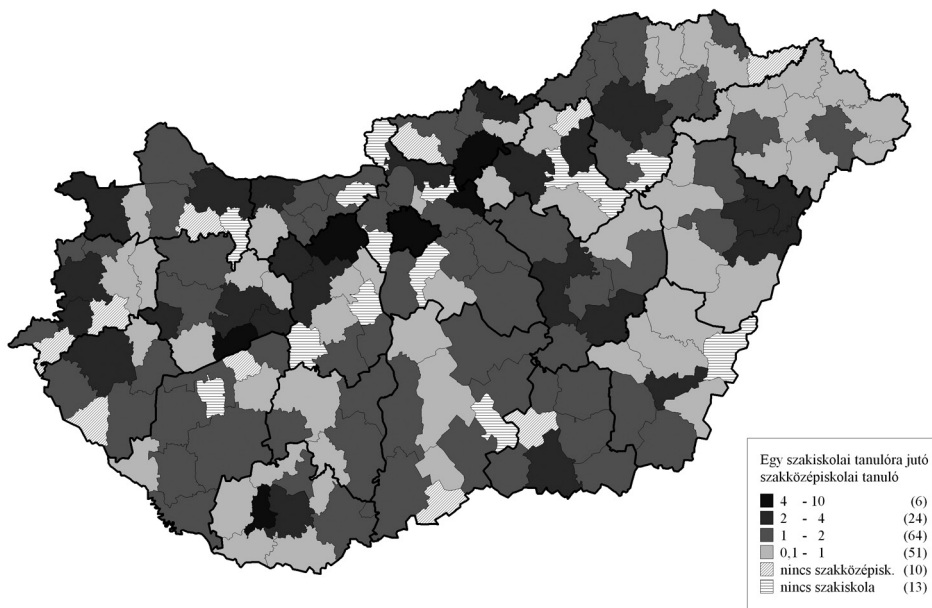 Egy szakiskolai tanulóra jutó
szakközépiskolai tanuló
4 - 10 (6)
2 - 4 (24)
1 - 2 (64)
0,1 - 1 (51)
nincs szakközépisk. (10)
nincs szakiskola (13)